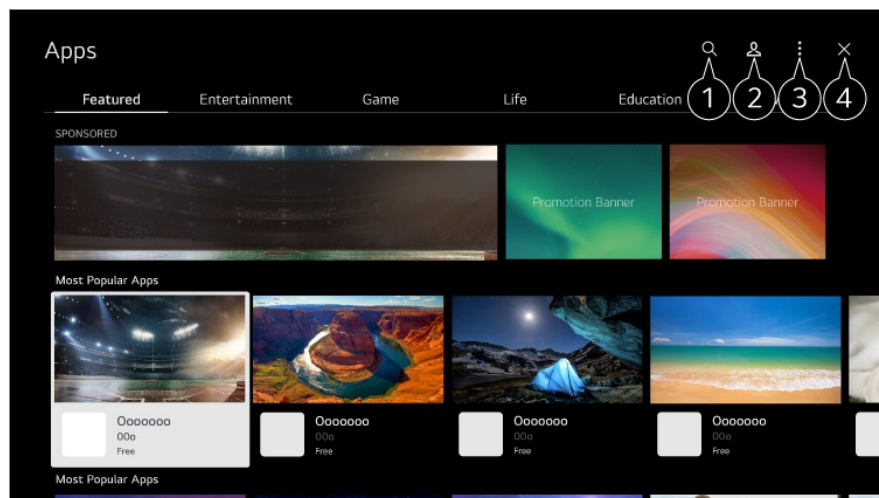 Apps
Featured Entertainment Game Life Education
1 2 3 4
SPONSORED
Promotion Banner Promotion Banner
Most Popular Apps
Ooooooo Ooooooo Ooooooo Ooooooo
00o 00o 00o 00o
Free Free Free Free
Most Popular Apps